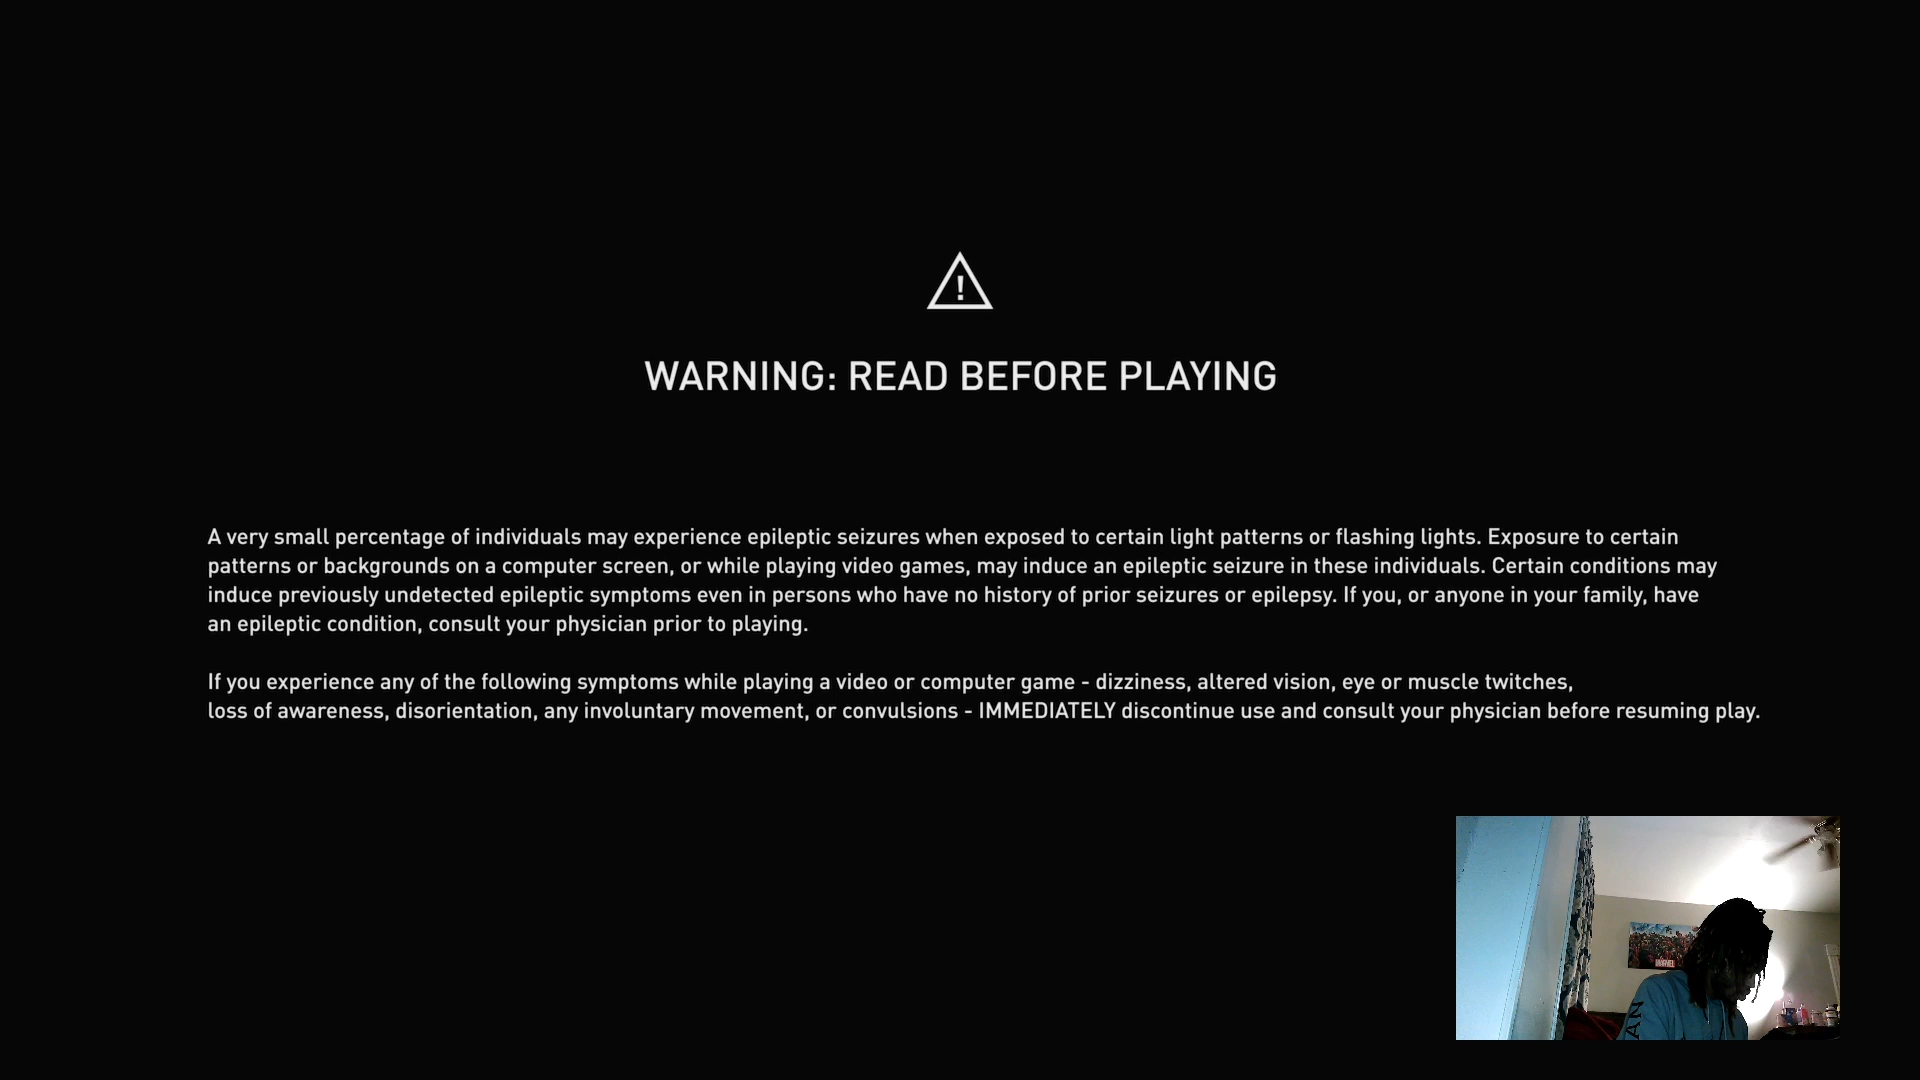 !
WARNING: READ BEFORE PLAYING
A very small percentage of individuals may experience epileptic seizures when exposed to certain light patterns or flashing lights. Exposure to certain
patterns or backgrounds on a computer screen, or while playing video games, may induce an epileptic seizure in these individuals. Certain conditions may
induce previously undetected epileptic symptoms even in persons who have no history of prior seizures or epilepsy. If you, or anyone in your family, have
an epileptic condition, consult your physician prior to playing.
If you experience any of the following symptoms while playing a video or computer game - dizziness, altered vision, eye or muscle twitches,
loss of awareness, disorientation, any involuntary movement, or convulsions - IMMEDIATELY discontinue use and consult your physician before resuming play.
MARVEL
AN